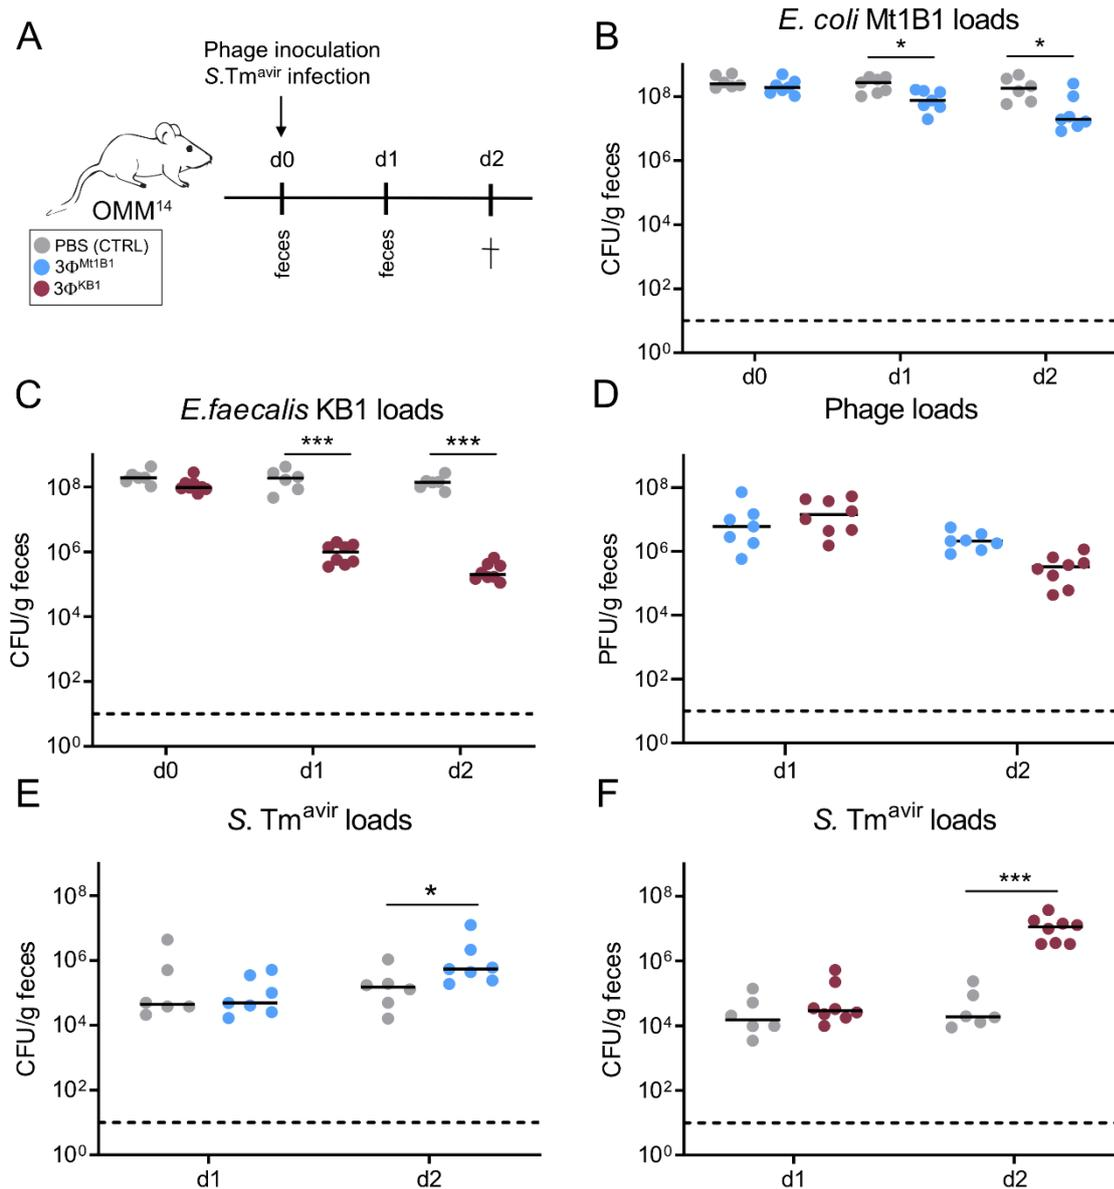 A
Phage inoculation
S.Tmᵃᵛⁱʳ infection
d0 d1 d2
OMM¹⁴
feces feces †
PBS (CTRL)
3Φᴹᵗ¹ᴮ¹
3Φᴷᴮ¹
B
E. coli Mt1B1 loads
* *
CFU/g feces
10⁸
10⁶
10⁴
10²
10⁰
d0 d1 d2
C
E.faecalis KB1 loads
*** ***
CFU/g feces
10⁸
10⁶
10⁴
10²
10⁰
d0 d1 d2
D
Phage loads
PFU/g feces
10⁸
10⁶
10⁴
10²
10⁰
d1 d2
E
S. Tmᵃᵛⁱʳ loads
*
CFU/g feces
10⁸
10⁶
10⁴
10²
10⁰
d1 d2
F
S. Tmᵃᵛⁱʳ loads
***
CFU/g feces
10⁸
10⁶
10⁴
10²
10⁰
d1 d2